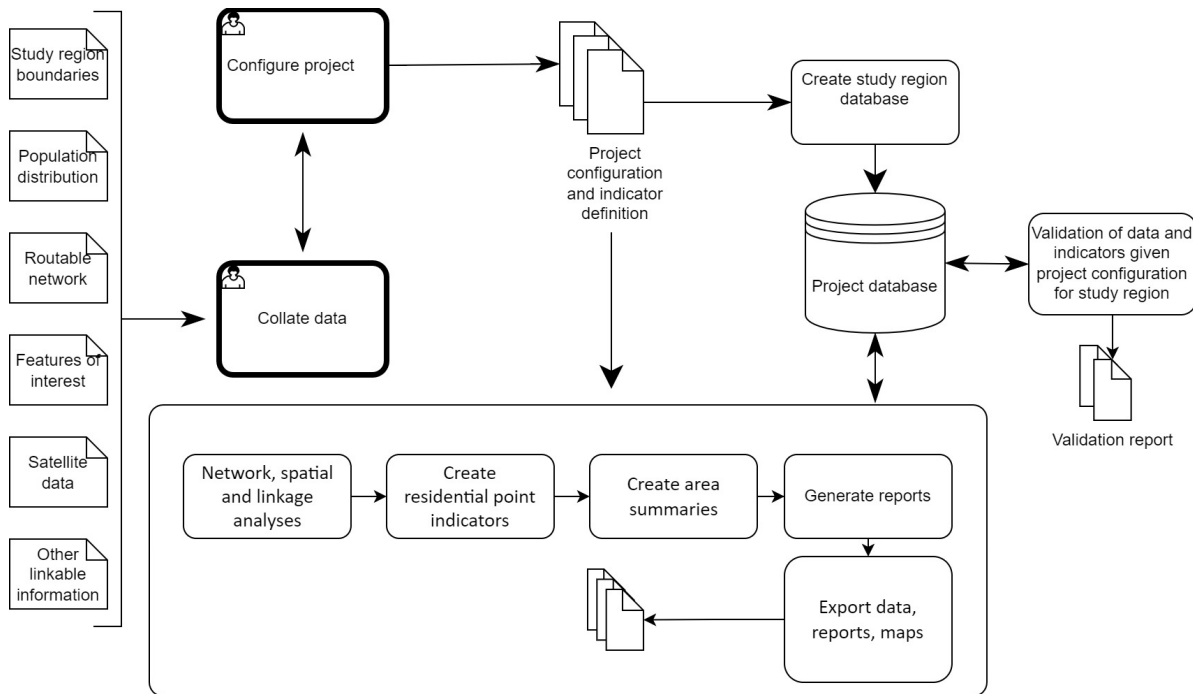 Study region
boundaries
Population
distribution
Routable
network
Features of
interest
Satellite
data
Other
linkable
information
Configure project
Collate data
Project
configuration
and indicator
definition
Create study region
database
Project database
Validation of data and
indicators given
project configuration
for study region
Validation report
Network, spatial
and linkage
analyses
Create
residential point
indicators
Create area
summaries
Generate reports
Export data,
reports, maps